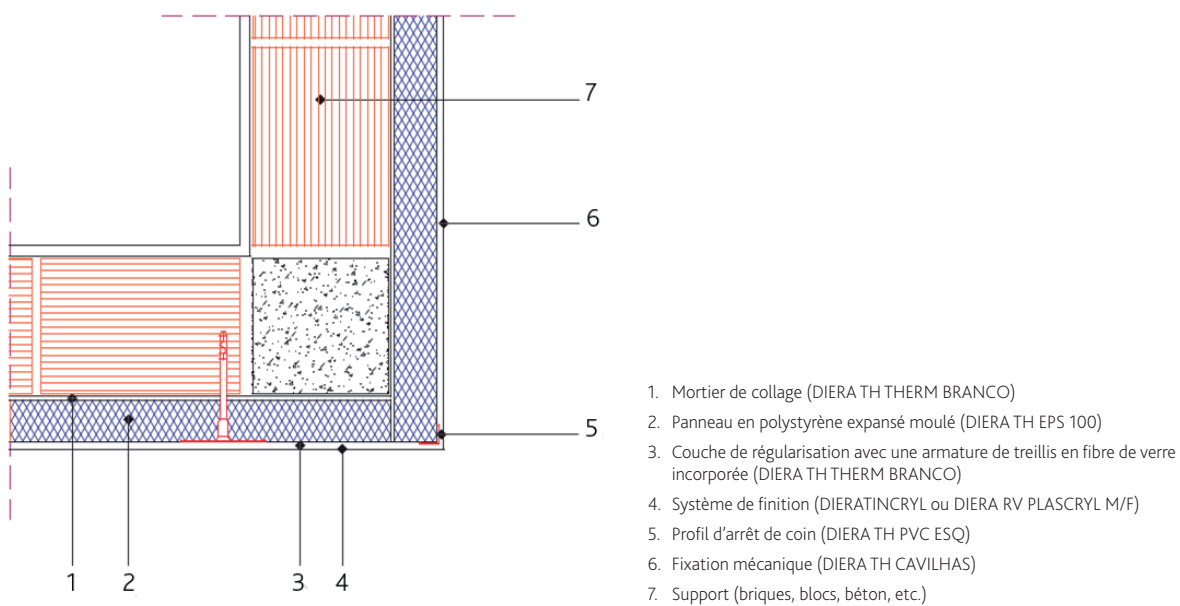 7
6
5
1 2 3 4
1. Mortier de collage (DIERA TH THERM BRANCO)
2. Panneau en polystyrène expansé moulé (DIERA TH EPS 100)
3. Couche de régularisation avec une armature de treillis en fibre de verre
incorporée (DIERA TH THERM BRANCO)
4. Système de finition (DIERATINCRYL ou DIERA RV PLASCRYL M/F)
5. Profil d’arrêt de coin (DIERA TH PVC ESQ)
6. Fixation mécanique (DIERA TH CAVILHAS)
7. Support (briques, blocs, béton, etc.)